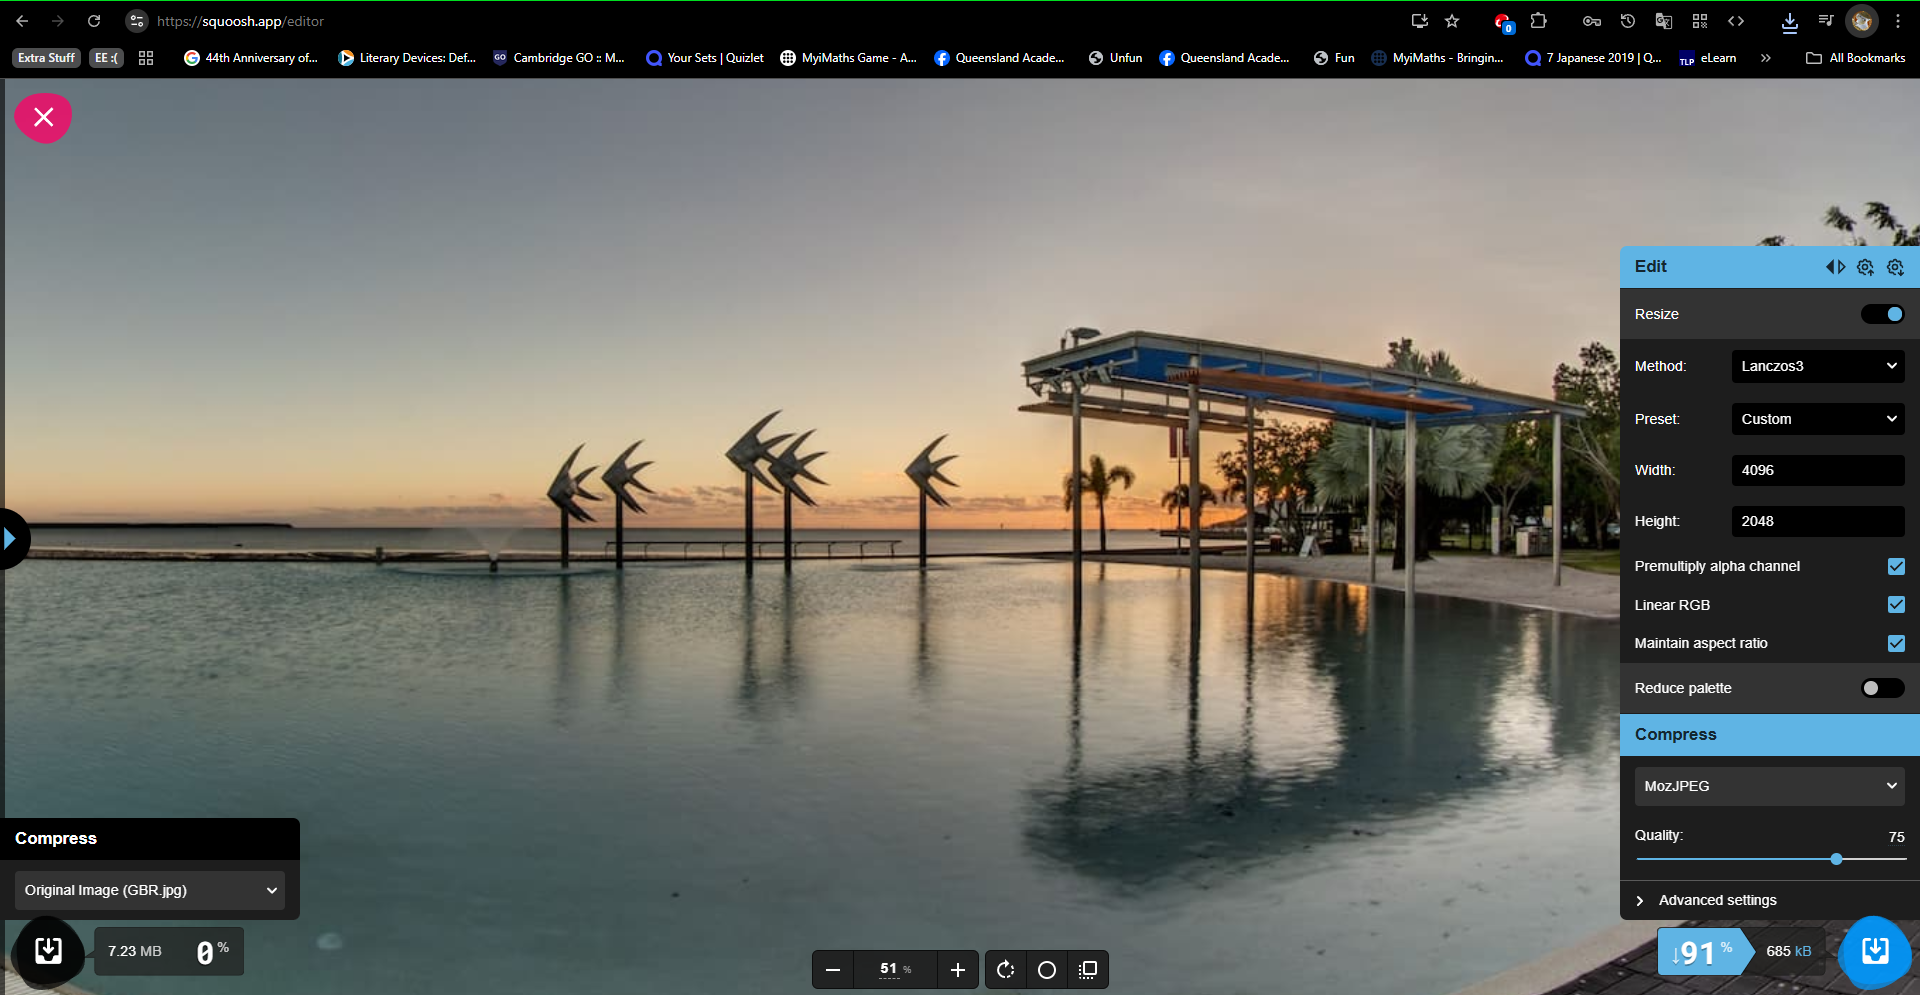 https://squoosh.app/editor
0
Extra Stuff
EE :(
44th Anniversary of...
Literary Devices: Def...
GO
Cambridge GO :: M...
Your Sets | Quizlet
MyiMaths Game - A...
Queensland Acade...
Unfun
Queensland Acade...
Fun
MyiMaths - Bringin...
7 Japanese 2019 | Q...
TLP
eLearn
All Bookmarks
Edit
Resize
Method:
Lanczos3
Preset:
Custom
Width:
4096
Height:
2048
Premultiply alpha channel
Linear RGB
Maintain aspect ratio
Reduce palette
Compress
MozJPEG
Quality:
75
Advanced settings
Compress
Original Image (GBR.jpg)
7.23 MB
0 %
51 %
↓91 %
685 kB